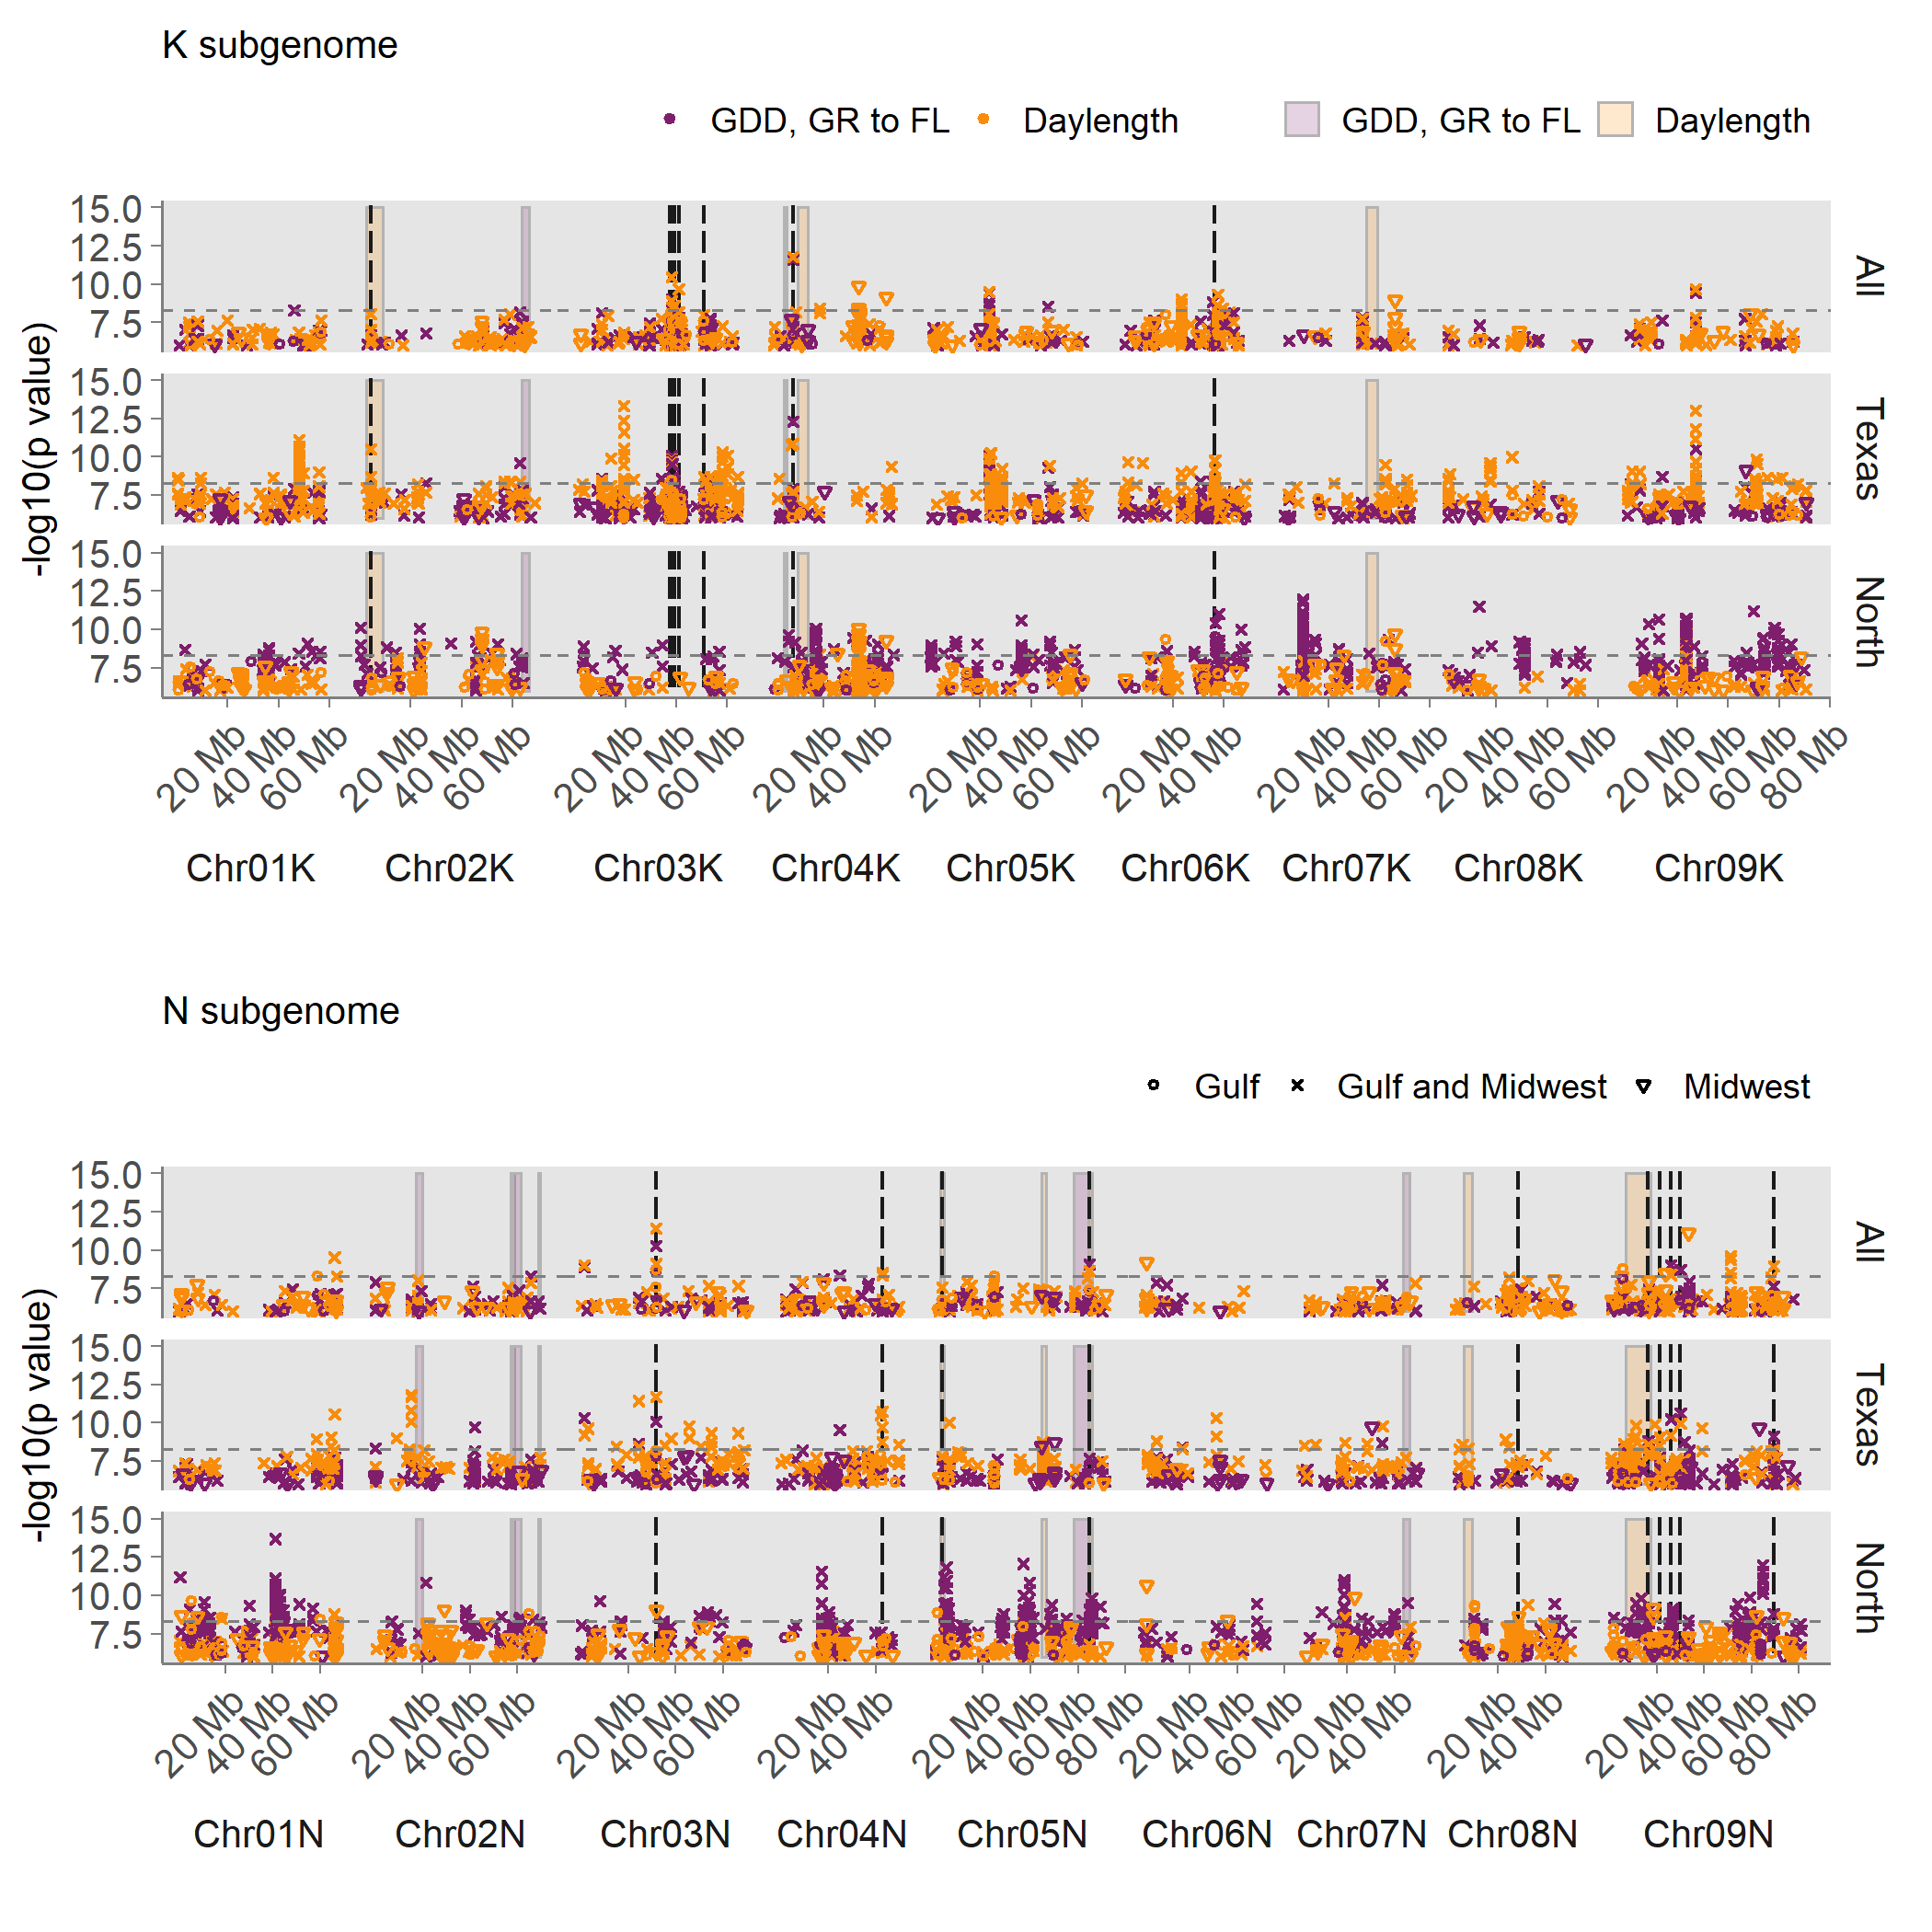 K subgenome
GDD, GR to FL Daylength GDD, GR to FL Daylength
-log10(p value)
15.0
12.5
10.0
7.5
All
15.0
12.5
10.0
7.5
Texas
15.0
12.5
10.0
7.5
North
20 Mb 40 Mb 60 Mb 20 Mb 40 Mb 60 Mb 20 Mb 40 Mb 60 Mb 20 Mb 40 Mb 20 Mb 40 Mb 60 Mb 20 Mb 40 Mb 20 Mb 40 Mb 60 Mb 20 Mb 40 Mb 60 Mb 20 Mb 40 Mb 60 Mb 80 Mb
Chr01K Chr02K Chr03K Chr04K Chr05K Chr06K Chr07K Chr08K Chr09K
N subgenome
Gulf Gulf and Midwest Midwest
-log10(p value)
15.0
12.5
10.0
7.5
All
15.0
12.5
10.0
7.5
Texas
15.0
12.5
10.0
7.5
North
20 Mb 40 Mb 60 Mb 20 Mb 40 Mb 60 Mb 20 Mb 40 Mb 60 Mb 20 Mb 40 Mb 20 Mb 40 Mb 60 Mb 80 Mb 20 Mb 40 Mb 60 Mb 20 Mb 40 Mb 20 Mb 40 Mb 20 Mb 40 Mb 60 Mb 80 Mb
Chr01N Chr02N Chr03N Chr04N Chr05N Chr06N Chr07N Chr08N Chr09N